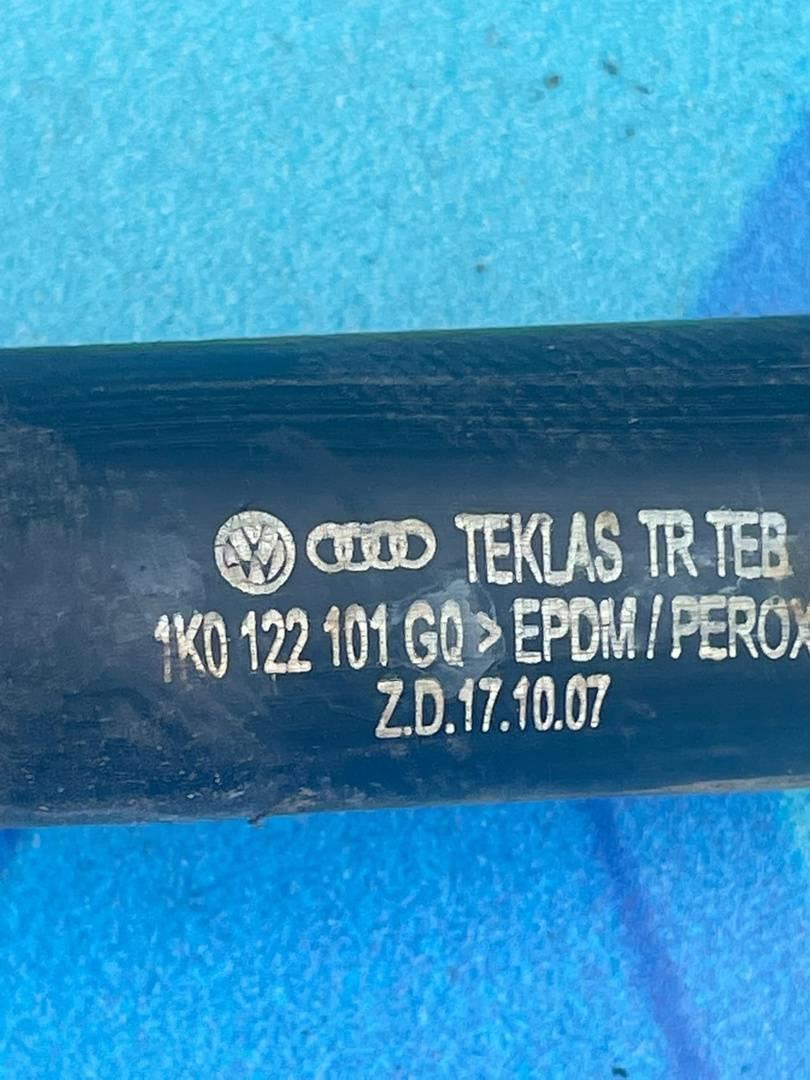 TEKLAS TR TEB
1K0 122 101 GQ > EPDM / PEROX
Z.D.17.10.07